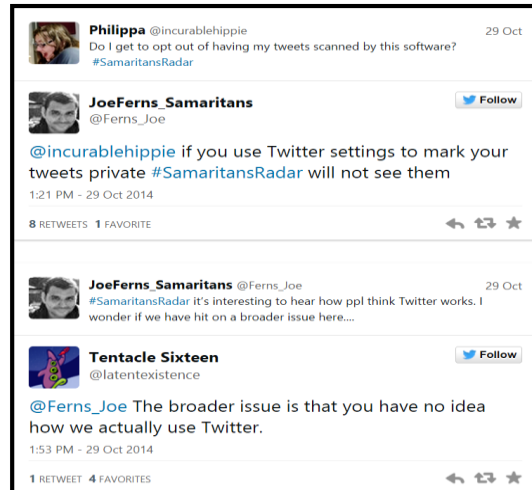 Philippa @incurablehippie 29 Oct
Do I get to opt out of having my tweets scanned by this software?
#SamaritansRadar
JoeFerns_Samaritans Follow
@Ferns_Joe
@incurablehippie if you use Twitter settings to mark your
tweets private #SamaritansRadar will not see them
1:21 PM - 29 Oct 2014
8 RETWEETS 1 FAVORITE
JoeFerns_Samaritans @Ferns_Joe 29 Oct
#SamaritansRadar it's interesting to hear how ppl think Twitter works. I
wonder if we have hit on a broader issue here....
Tentacle Sixteen Follow
@latentexistence
@Ferns_Joe The broader issue is that you have no idea
how we actually use Twitter.
1:53 PM - 29 Oct 2014
1 RETWEET 4 FAVORITES